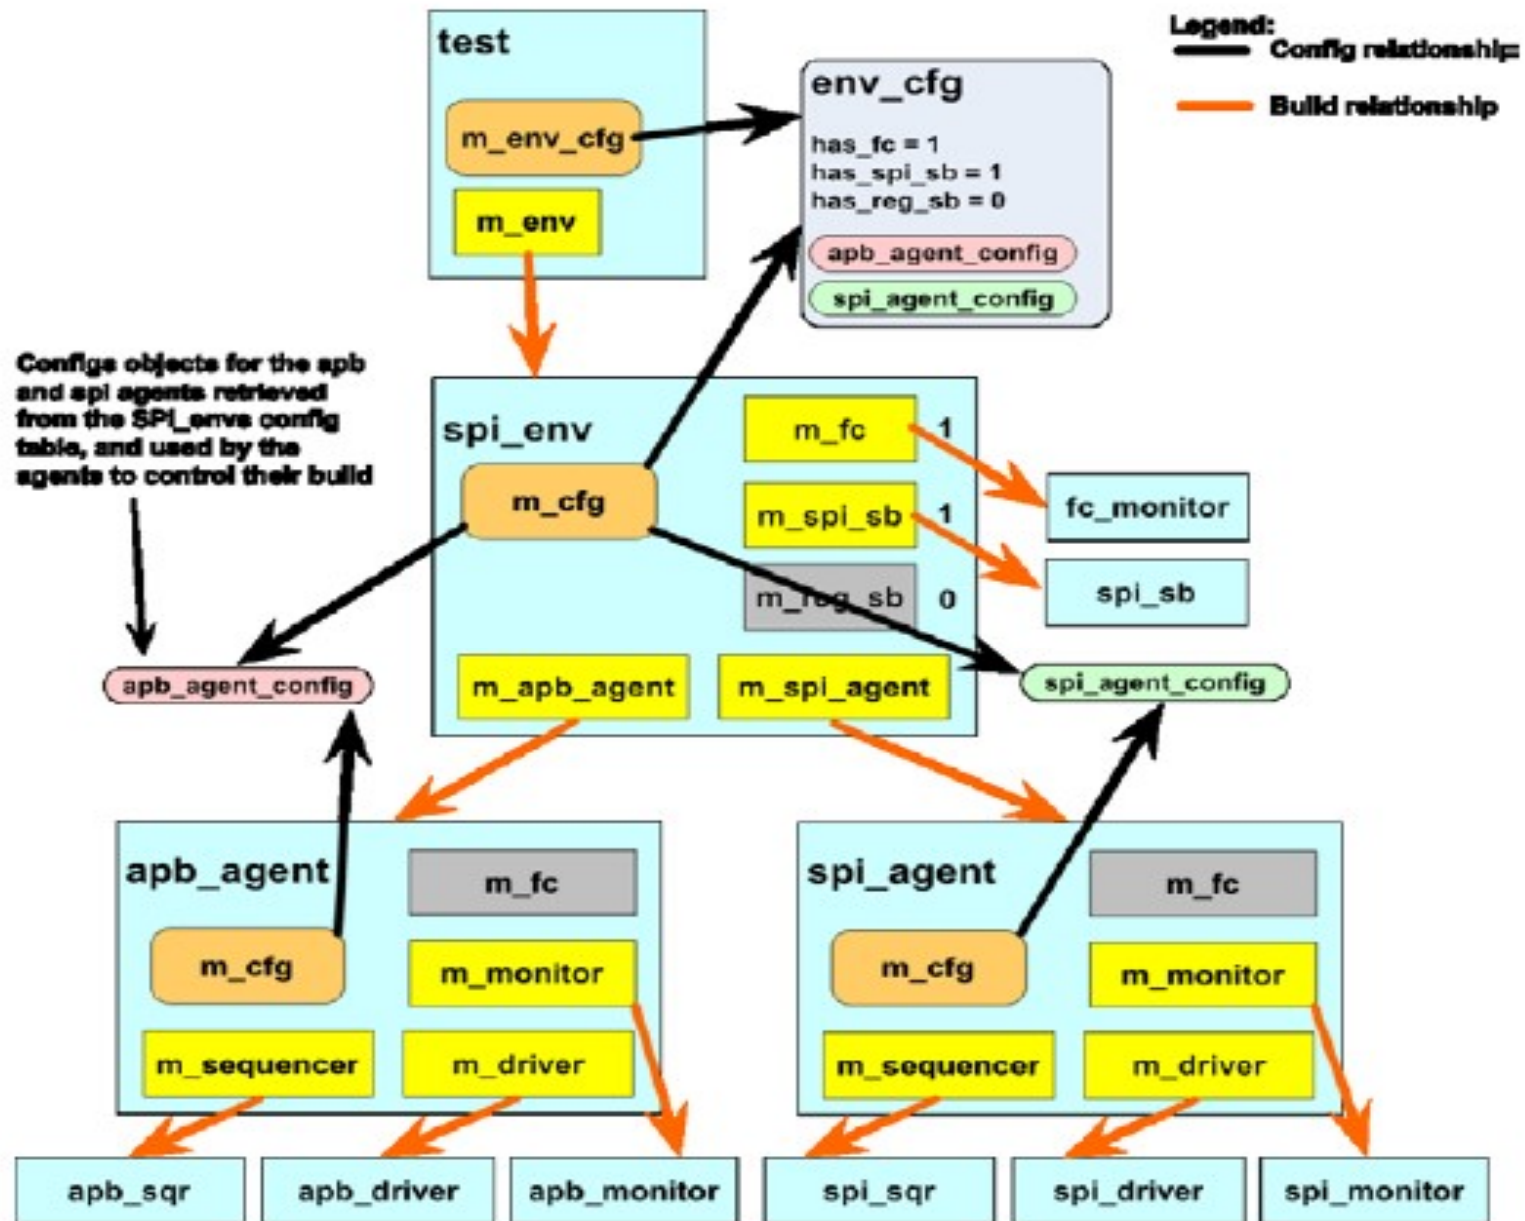 test
m_env_cfg
m_env
env_cfg
has_fc = 1
has_spi_sb = 1
has_reg_sb = 0
apb_agent_config
spi_agent_config
Legend:
Config relationship
Build relationship
Configs objects for the apb
and spi agents retrieved
from the SPI_envs config
table, and used by the
agents to control their build
spi_env
m_cfg
m_fc 1
m_spi_sb 1
m_reg_sb 0
m_apb_agent
m_spi_agent
fc_monitor
spi_sb
apb_agent_config
spi_agent_config
apb_agent
m_fc
m_cfg
m_monitor
m_sequencer
m_driver
spi_agent
m_fc
m_cfg
m_monitor
m_sequencer
m_driver
apb_sqr
apb_driver
apb_monitor
spi_sqr
spi_driver
spi_monitor